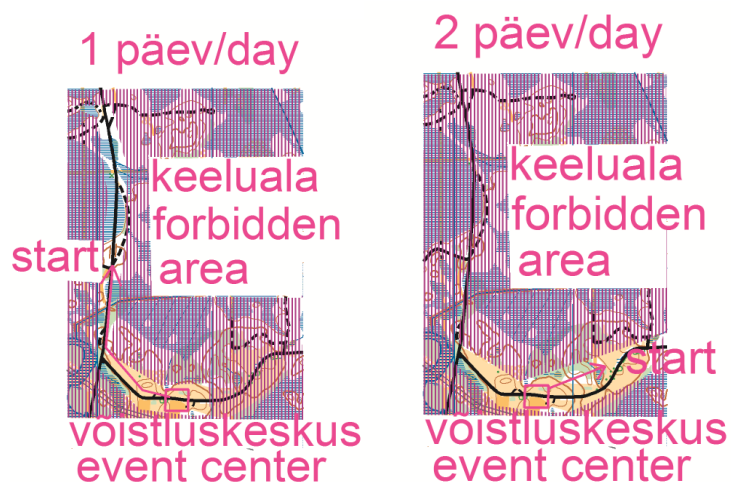 1 päev/day
keeluala
forbidden
area
start
võistluskeskus
event center
2 päev/day
keeluala
forbidden
area
start
võistluskeskus
event center